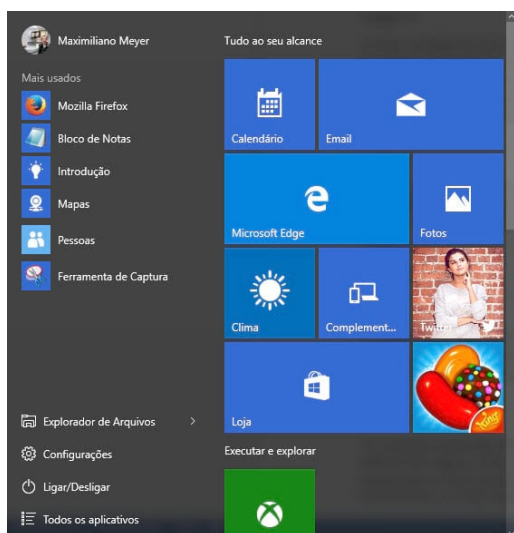 Maximiliano Meyer
Mais usados
Mozilla Firefox
Bloco de Notas
Introdução
Mapas
Pessoas
Ferramenta de Captura
Explorador de Arquivos
Configurações
Ligar/Desligar
Todos os aplicativos
Tudo ao seu alcance
Calendário
Email
Microsoft Edge
Fotos
Clima
Complement...
Twitter
Loja
King
Executar e explorar